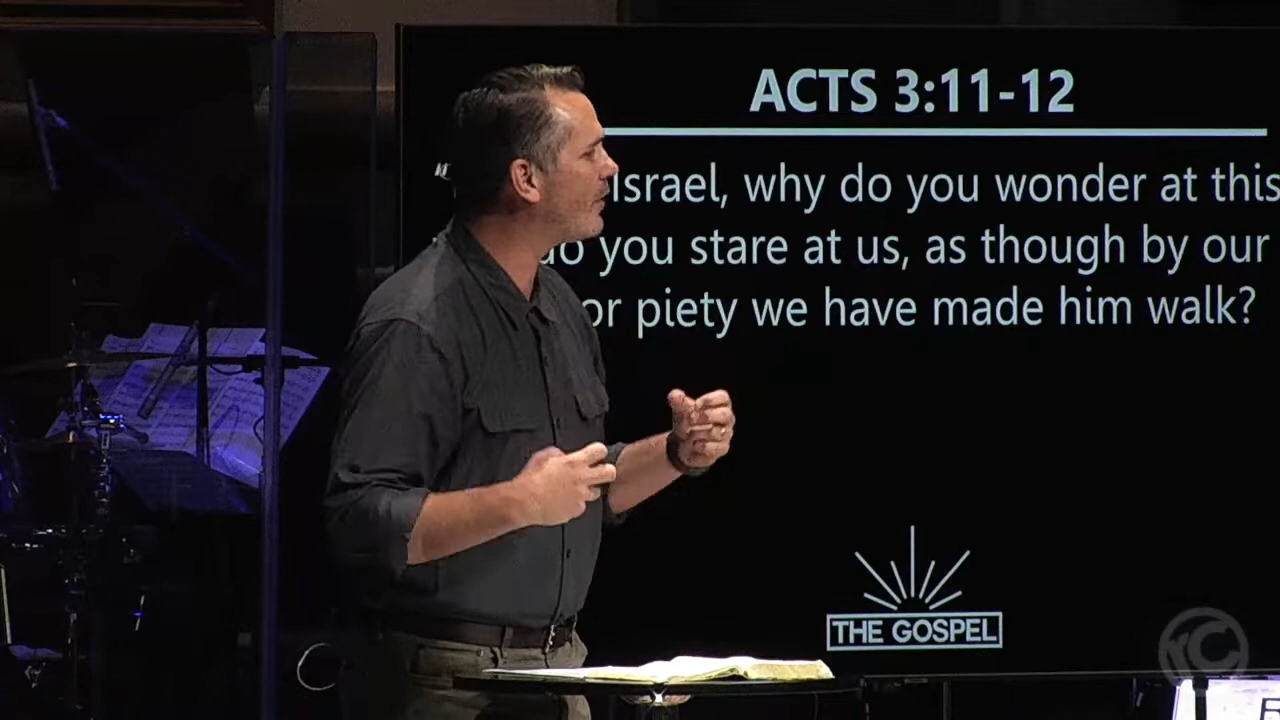 ACTS 3:11-12
Israel, why do you wonder at this
do you stare at us, as though by our
or piety we have made him walk?
THE GOSPEL